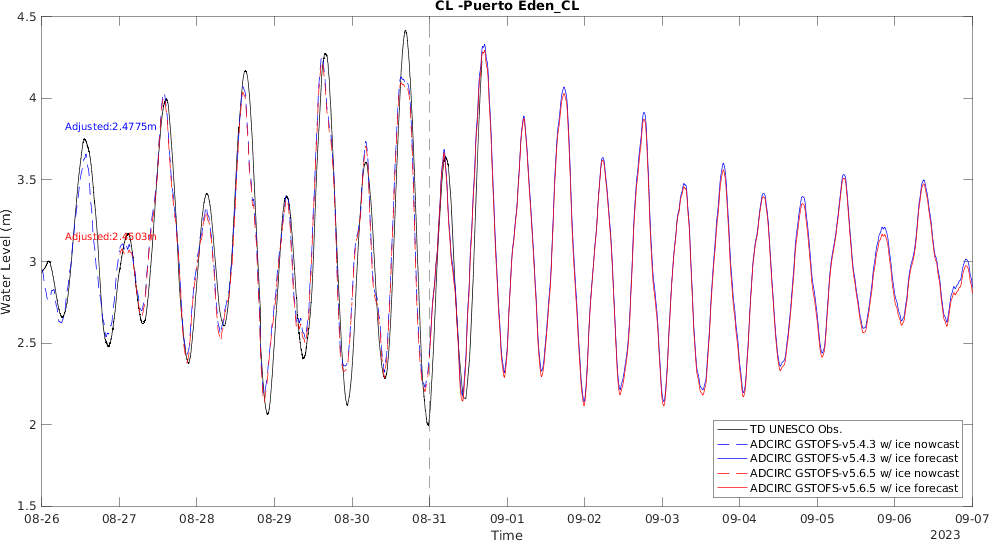 CL -Puerto Eden_CL
4.5
4
3.5
3
2.5
2
1.5
Water Level (m)
Adjusted:2.4775m
Adjusted:2.4503m
TD UNESCO Obs.
ADCIRC GSTOFS-v5.4.3 w/ ice nowcast
ADCIRC GSTOFS-v5.4.3 w/ ice forecast
ADCIRC GSTOFS-v5.6.5 w/ ice nowcast
ADCIRC GSTOFS-v5.6.5 w/ ice forecast
08-26 08-27 08-28 08-29 08-30 08-31 09-01 09-02 09-03 09-04 09-05 09-06 09-07
Time
2023